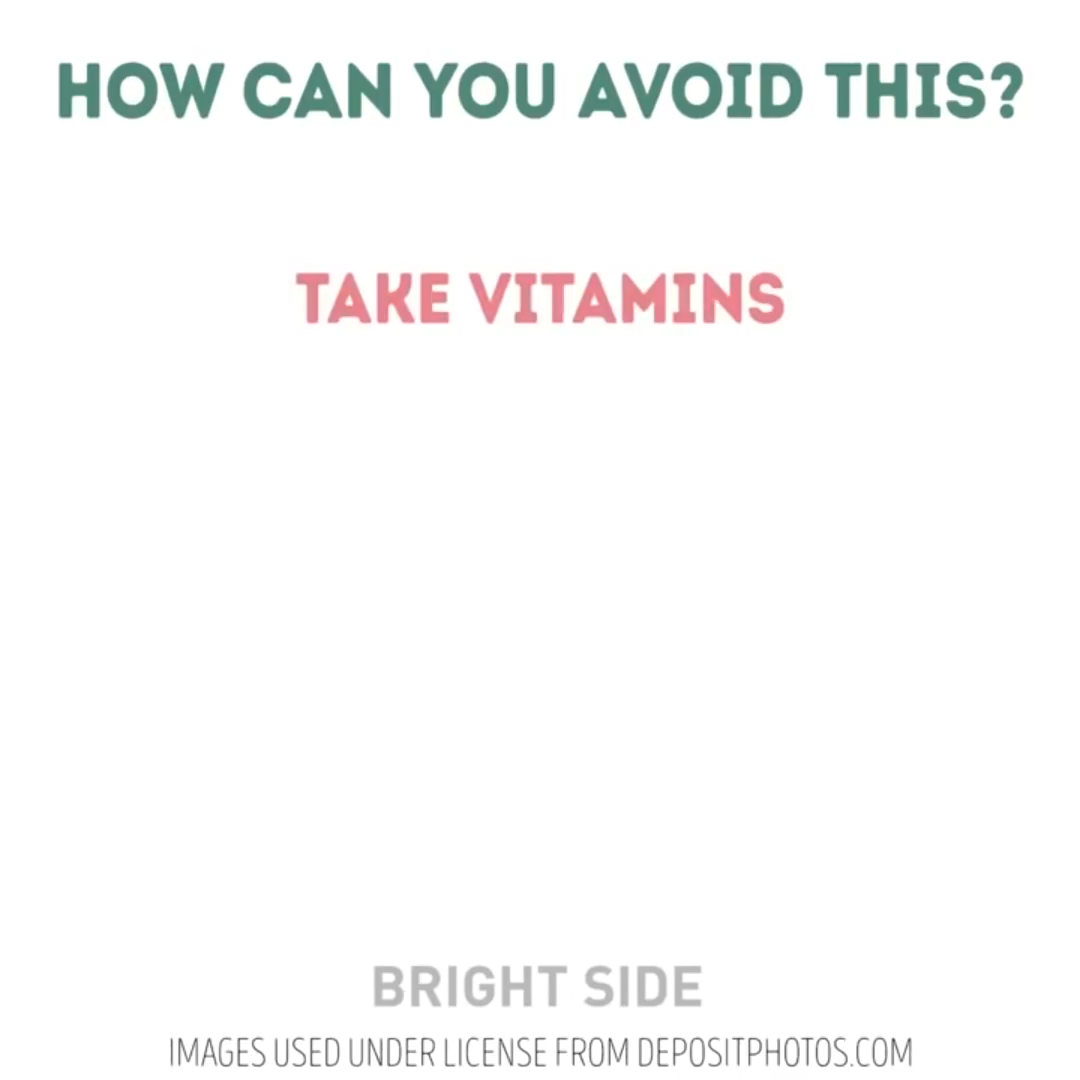 HOW CAN YOU AVOID THIS?
TAKE VITAMINS
BRIGHT SIDE
IMAGES USED UNDER LICENSE FROM DEPOSITPHOTOS.COM